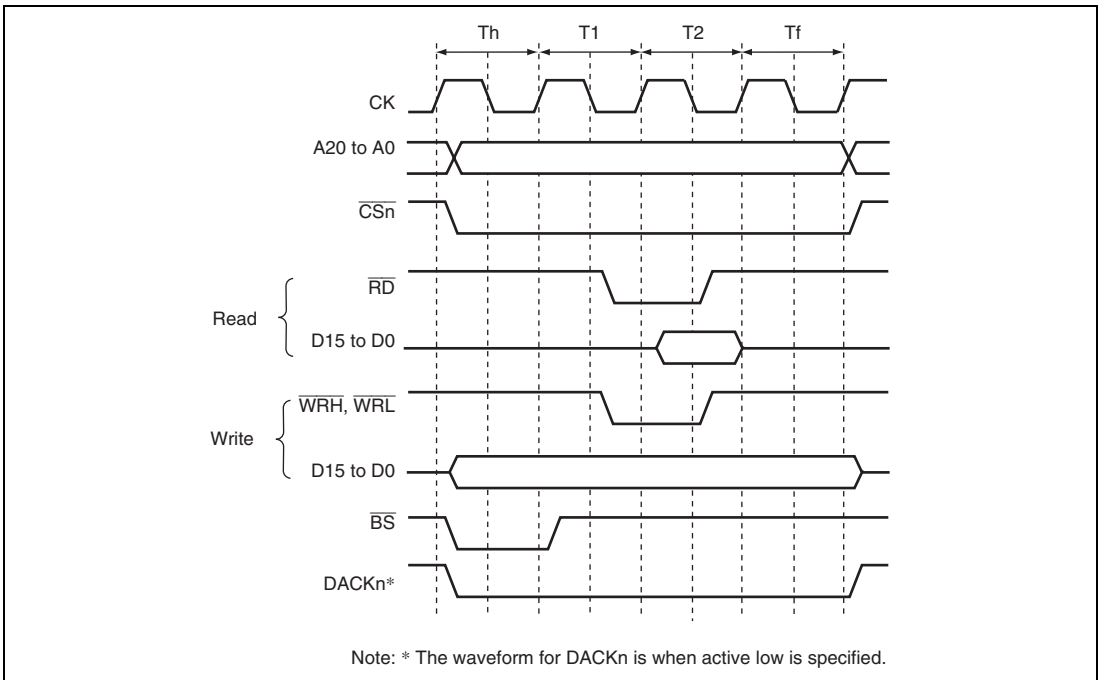 Th T1 T2 Tf
CK
A20 to A0
CSn
RD
Read
D15 to D0
WRH, WRL
Write
D15 to D0
BS
DACKn*
Note: * The waveform for DACKn is when active low is specified.